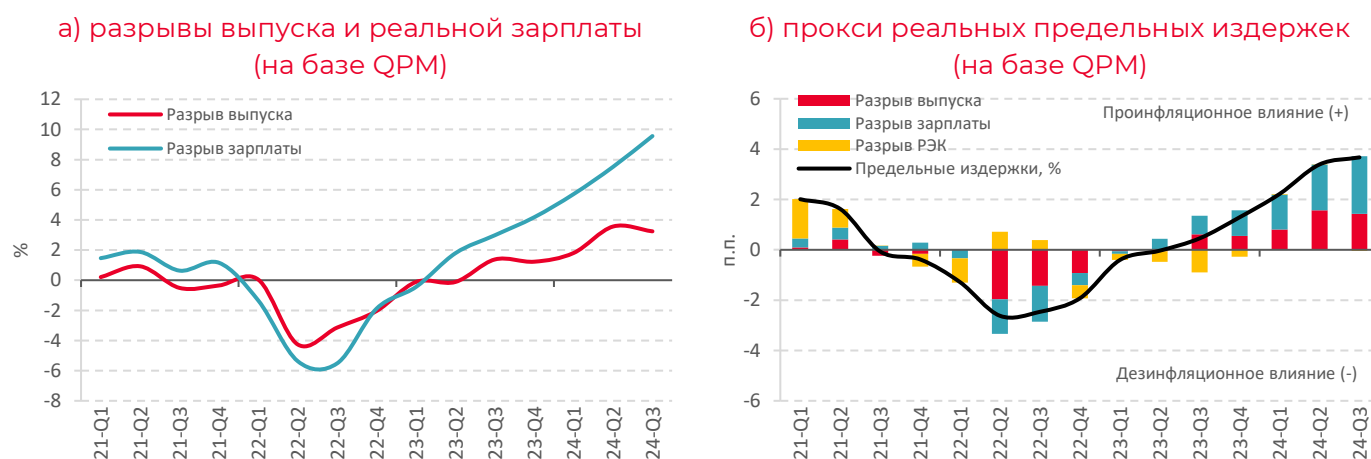 а) разрывы выпуска и реальной зарплаты
(на базе QPM)
%
12
10
8
6
4
2
0
-2
-4
-6
-8
Разрыв выпуска
Разрыв зарплаты
21-Q1
21-Q2
21-Q3
21-Q4
22-Q1
22-Q2
22-Q3
22-Q4
23-Q1
23-Q2
23-Q3
23-Q4
24-Q1
24-Q2
24-Q3
б) прокси реальных предельных издержек
(на базе QPM)
п.п.
6
4
2
0
-2
-4
-6
Разрыв выпуска
Разрыв зарплаты
Разрыв РЭК
Предельные издержки, %
Проинфляционное влияние (+)
Дезинфляционное влияние (-)
21-Q1
21-Q2
21-Q3
21-Q4
22-Q1
22-Q2
22-Q3
22-Q4
23-Q1
23-Q2
23-Q3
23-Q4
24-Q1
24-Q2
24-Q3